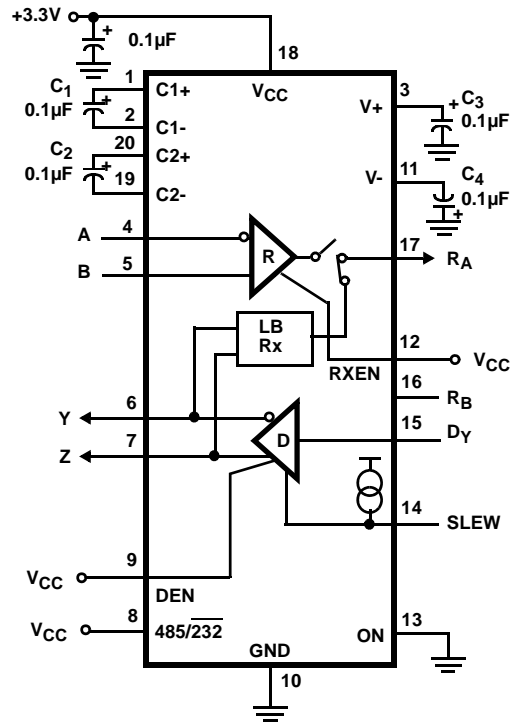 +3.3V
0.1µF
18
C1
0.1µF
1
C1+
VCC
3
V+
C3
0.1µF
+
2
C1-
C2
0.1µF
20
C2+
19
C2-
11
V-
C4
0.1µF
+
A
4
B
5
R
17
RA
LB
Rx
12
RXEN
VCC
16
RB
Y
6
Z
7
D
15
DY
14
SLEW
VCC
9
DEN
VCC
8
485/232
ON
13
GND
10